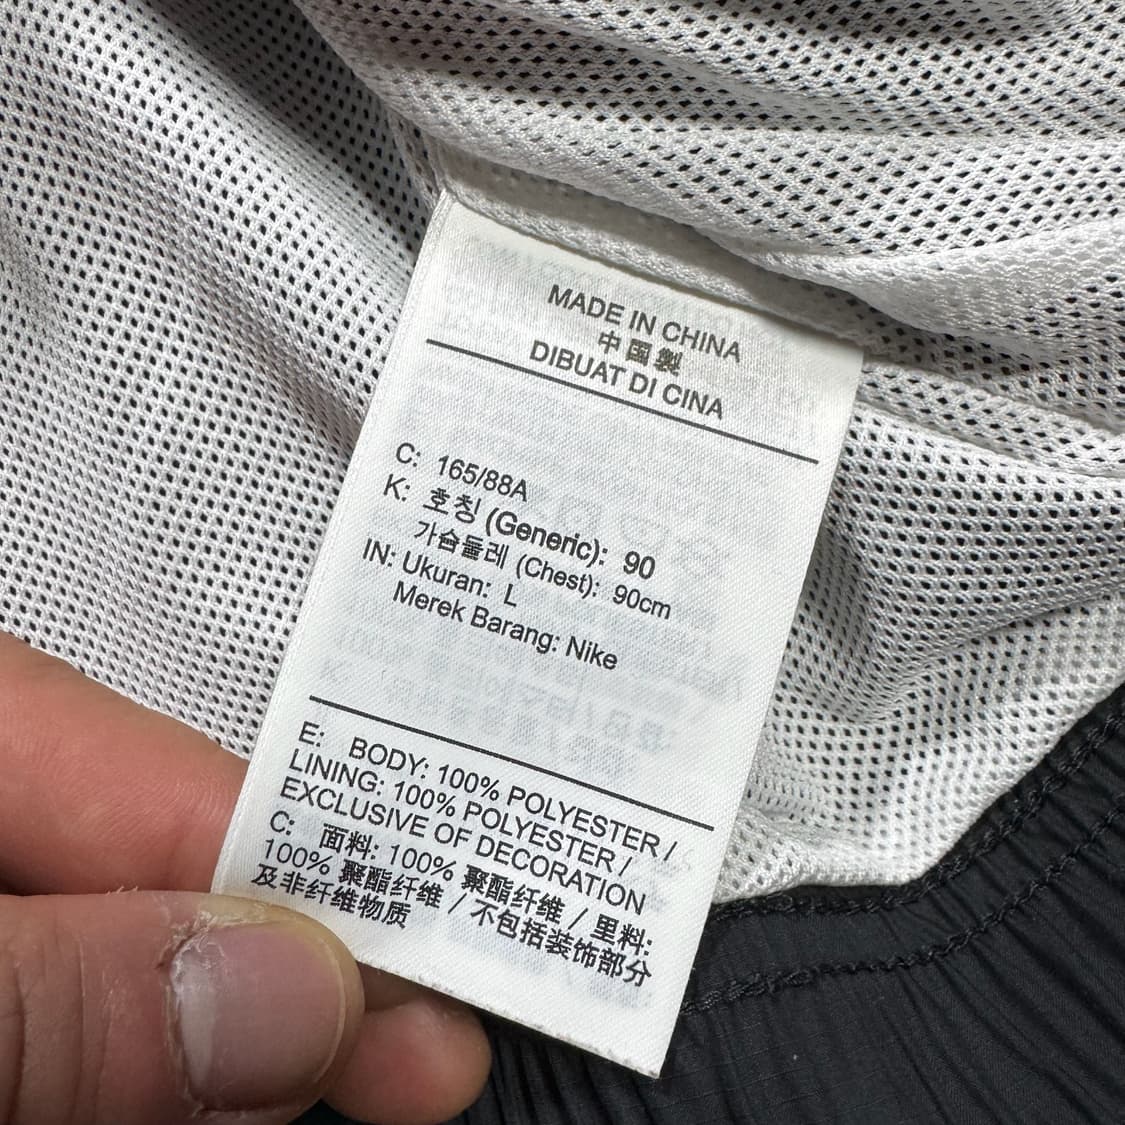 MADE IN CHINA
中国製
DIBUAT DI CINA
C: 165/88A
K: 호칭 (Generic): 90
가슴둘레 (Chest): 90cm
IN: Ukuran: L
Merek Barang: Nike
E: BODY: 100% POLYESTER /
LINING: 100% POLYESTER /
EXCLUSIVE OF DECORATION
C: 面料: 100% 聚酯纤维 / 里料:
100% 聚酯纤维 / 不包括装饰部分
及非纤维物质